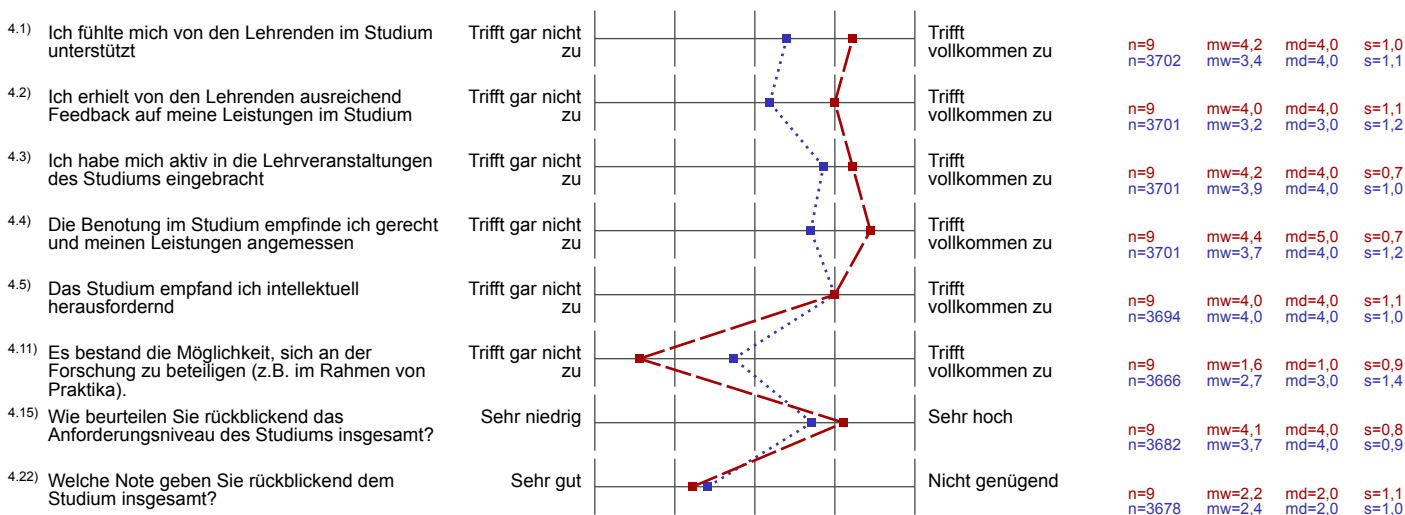 4.1) Ich fühlte mich von den Lehrenden im Studium
unterstützt
Trifft gar nicht
zu
Trifft
vollkommen zu
n=9 mw=4,2 md=4,0 s=1,0
n=3702 mw=3,4 md=4,0 s=1,1
4.2) Ich erhielt von den Lehrenden ausreichend
Feedback auf meine Leistungen im Studium
Trifft gar nicht
zu
Trifft
vollkommen zu
n=9 mw=4,0 md=4,0 s=1,1
n=3701 mw=3,2 md=3,0 s=1,2
4.3) Ich habe mich aktiv in die Lehrveranstaltungen
des Studiums eingebracht
Trifft gar nicht
zu
Trifft
vollkommen zu
n=9 mw=4,2 md=4,0 s=0,7
n=3701 mw=3,9 md=4,0 s=1,0
4.4) Die Benotung im Studium empfinde ich gerecht
und meinen Leistungen angemessen
Trifft gar nicht
zu
Trifft
vollkommen zu
n=9 mw=4,4 md=5,0 s=0,7
n=3701 mw=3,7 md=4,0 s=1,2
4.5) Das Studium empfand ich intellektuell
herausfordernd
Trifft gar nicht
zu
Trifft
vollkommen zu
n=9 mw=4,0 md=4,0 s=1,1
n=3694 mw=4,0 md=4,0 s=1,0
4.11) Es bestand die Möglichkeit, sich an der
Forschung zu beteiligen (z.B. im Rahmen von
Praktika).
Trifft gar nicht
zu
Trifft
vollkommen zu
n=9 mw=1,6 md=1,0 s=0,9
n=3666 mw=2,7 md=3,0 s=1,4
4.15) Wie beurteilen Sie rückblickend das
Anforderungsniveau des Studiums insgesamt?
Sehr niedrig
Sehr hoch
n=9 mw=4,1 md=4,0 s=0,8
n=3682 mw=3,7 md=4,0 s=0,9
4.22) Welche Note geben Sie rückblickend dem
Studium insgesamt?
Sehr gut
Nicht genügend
n=9 mw=2,2 md=2,0 s=1,1
n=3678 mw=2,4 md=2,0 s=1,0